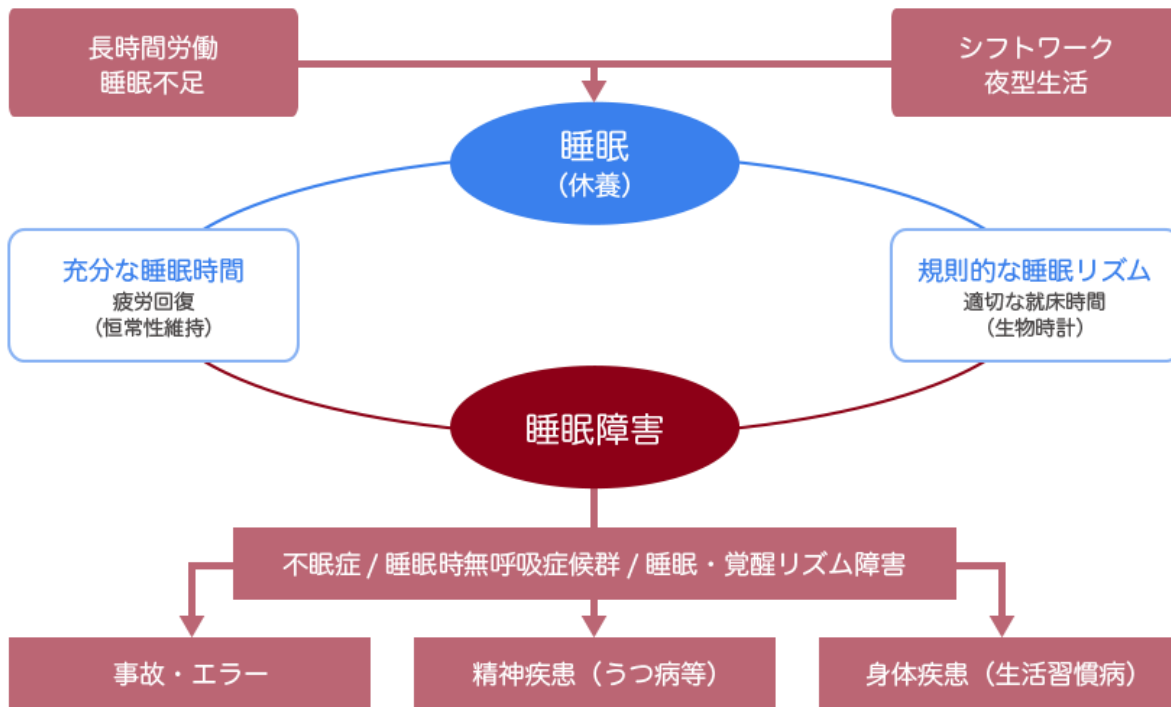 長時間労働
睡眠不足
シフトワーク
夜型生活
睡眠
（休養）
充分な睡眠時間
疲労回復
（恒常性維持）
規則的な睡眠リズム
適切な就床時間
（生物時計）
睡眠障害
不眠症 / 睡眠時無呼吸症候群 / 睡眠・覚醒リズム障害
事故・エラー
精神疾患（うつ病等）
身体疾患（生活習慣病）